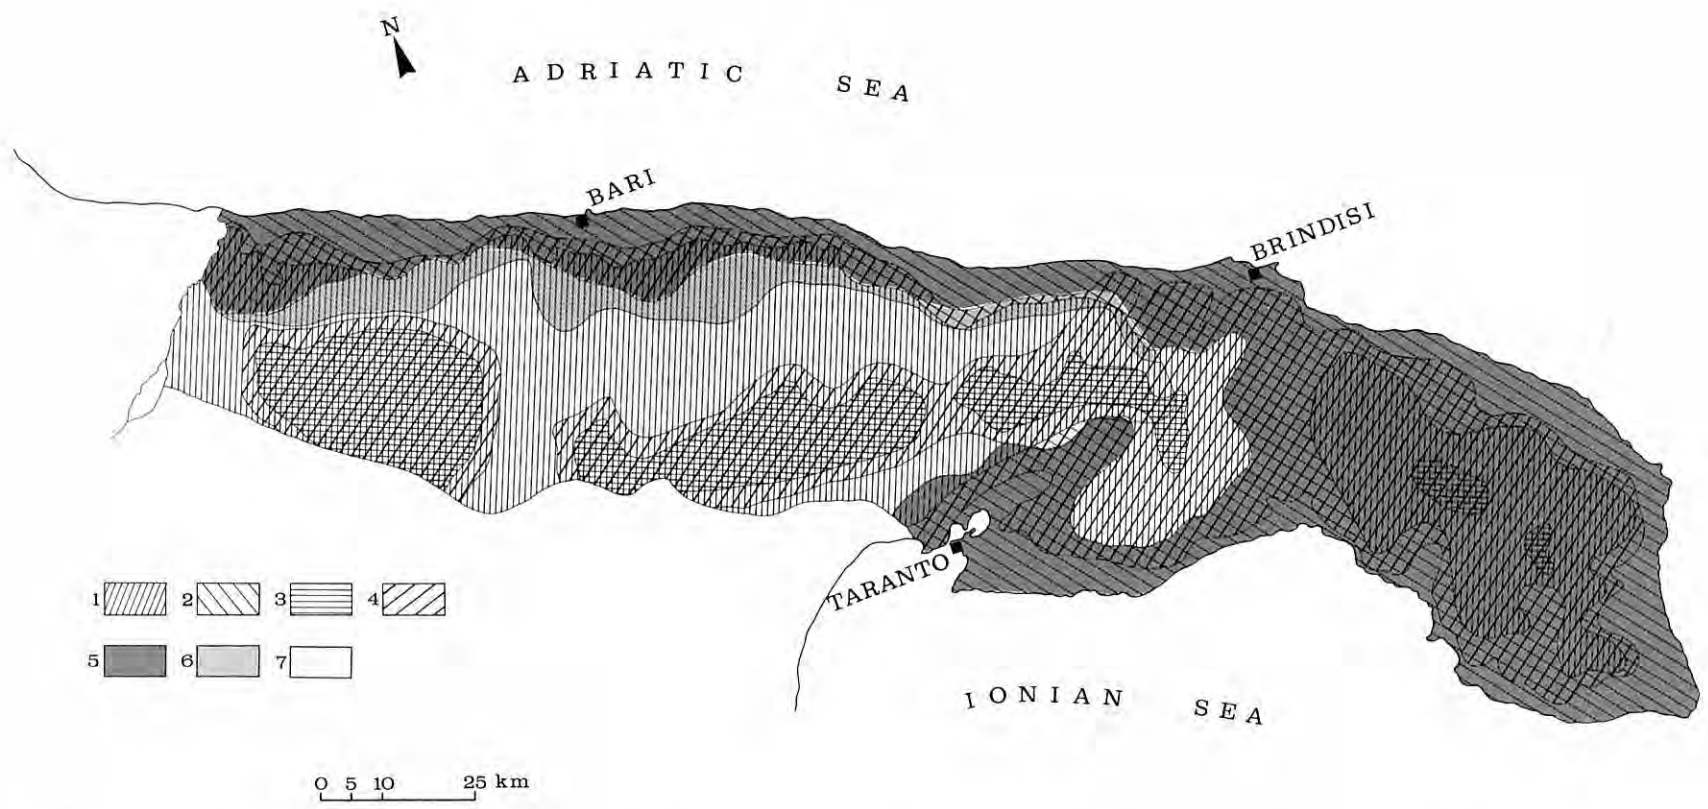 N
ADRIATIC SEA
BARI
BRINDISI
TARANTO
1 2 3 4
5 6 7
IONIAN SEA
0 5 10 25 km